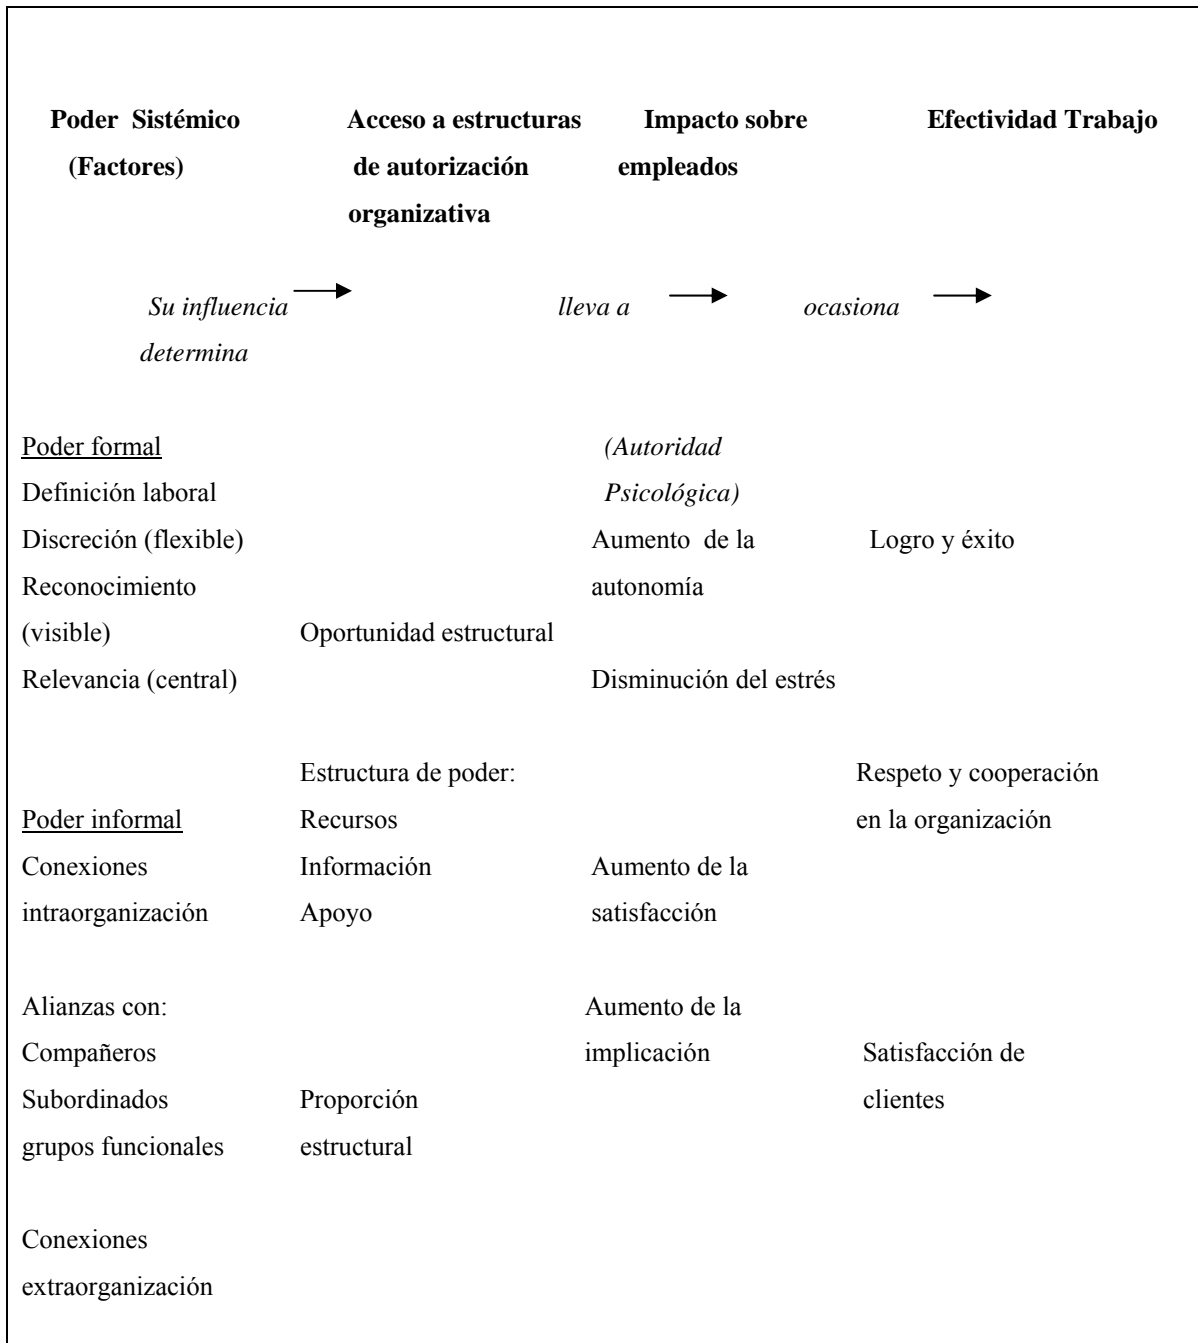 Poder Sistémico Acceso a estructuras Impacto sobre Efectividad Trabajo
(Factores) de autorización empleados
organizativa
Su influencia lleva a ocasiona
determina
Poder formal (Autoridad
Definición laboral Psicológica)
Discreción (flexible) Aumento de la Logro y éxito
Reconocimiento autonomía
(visible) Oportunidad estructural
Relevancia (central) Disminución del estrés
Estructura de poder: Respeto y cooperación
Poder informal Recursos en la organización
Conexiones Información Aumento de la
intraorganización Apoyo satisfacción
Alianzas con: Aumento de la
Compañeros implicación Satisfacción de
Subordinados Proporción clientes
grupos funcionales estructural
Conexiones
extraorganización